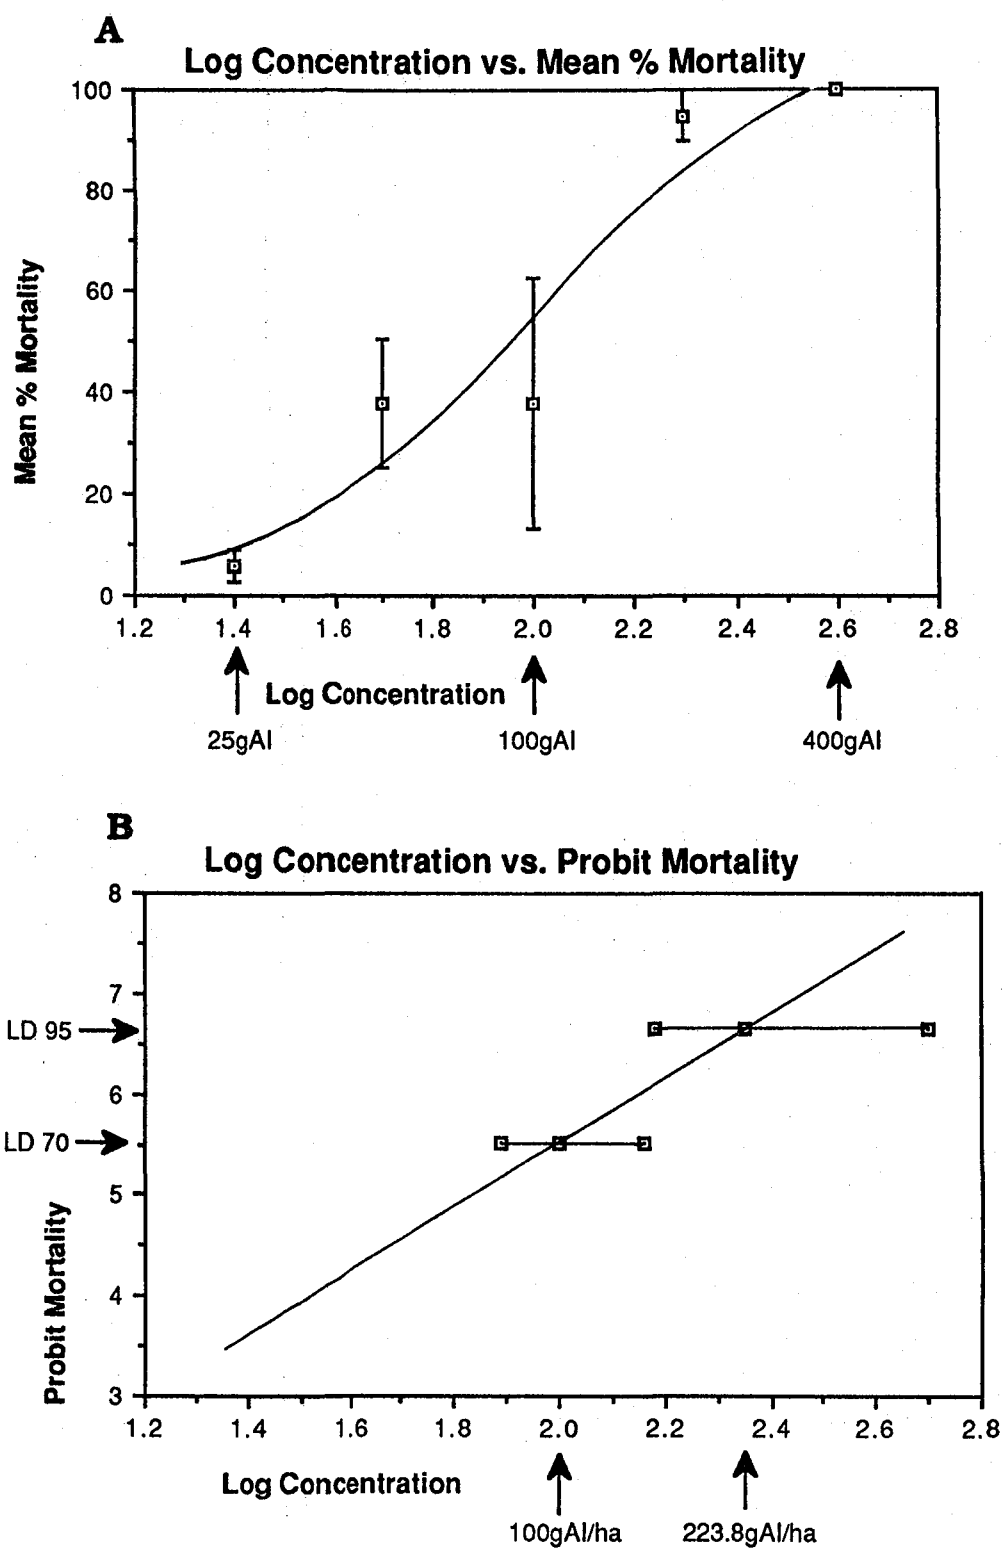 A
Log Concentration vs. Mean % Mortality
100
80
60
40
20
0
Mean % Mortality
1.2 1.4 1.6 1.8 2.0 2.2 2.4 2.6 2.8
Log Concentration
25gAI 100gAI 400gAI
B
Log Concentration vs. Probit Mortality
8
7
LD 95
6
LD 70
5
4
3
Probit Mortality
1.2 1.4 1.6 1.8 2.0 2.2 2.4 2.6 2.8
Log Concentration
100gAI/ha 223.8gAI/ha